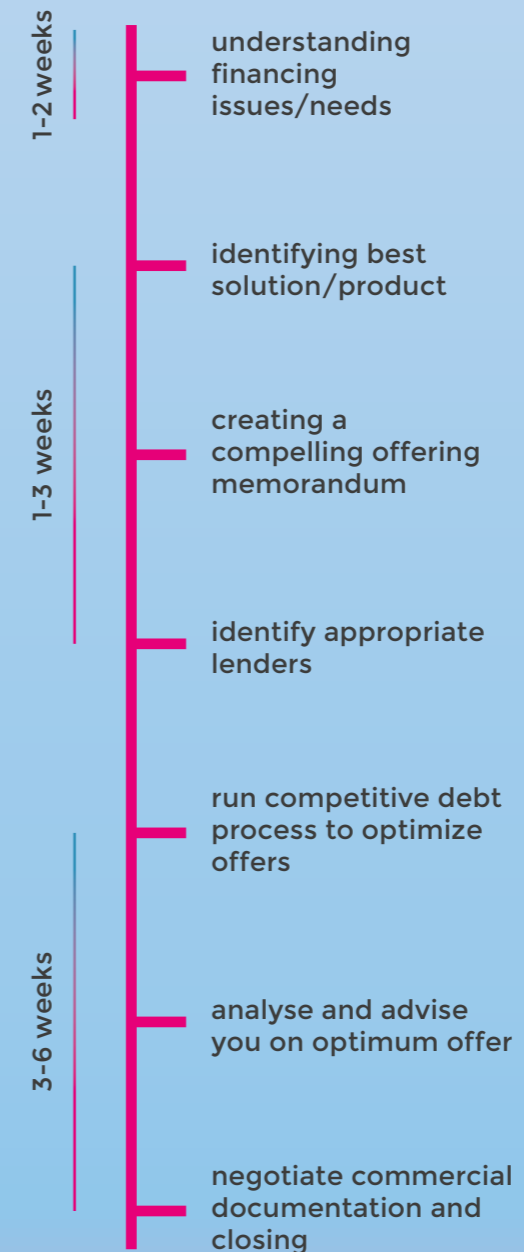 1-2 weeks
understanding
financing
issues/needs
identifying best
solution/product
1-3 weeks
creating a
compelling offering
memorandum
identify appropriate
lenders
run competitive debt
process to optimize
offers
3-6 weeks
analyse and advise
you on optimum offer
negotiate commercial
documentation and
closing